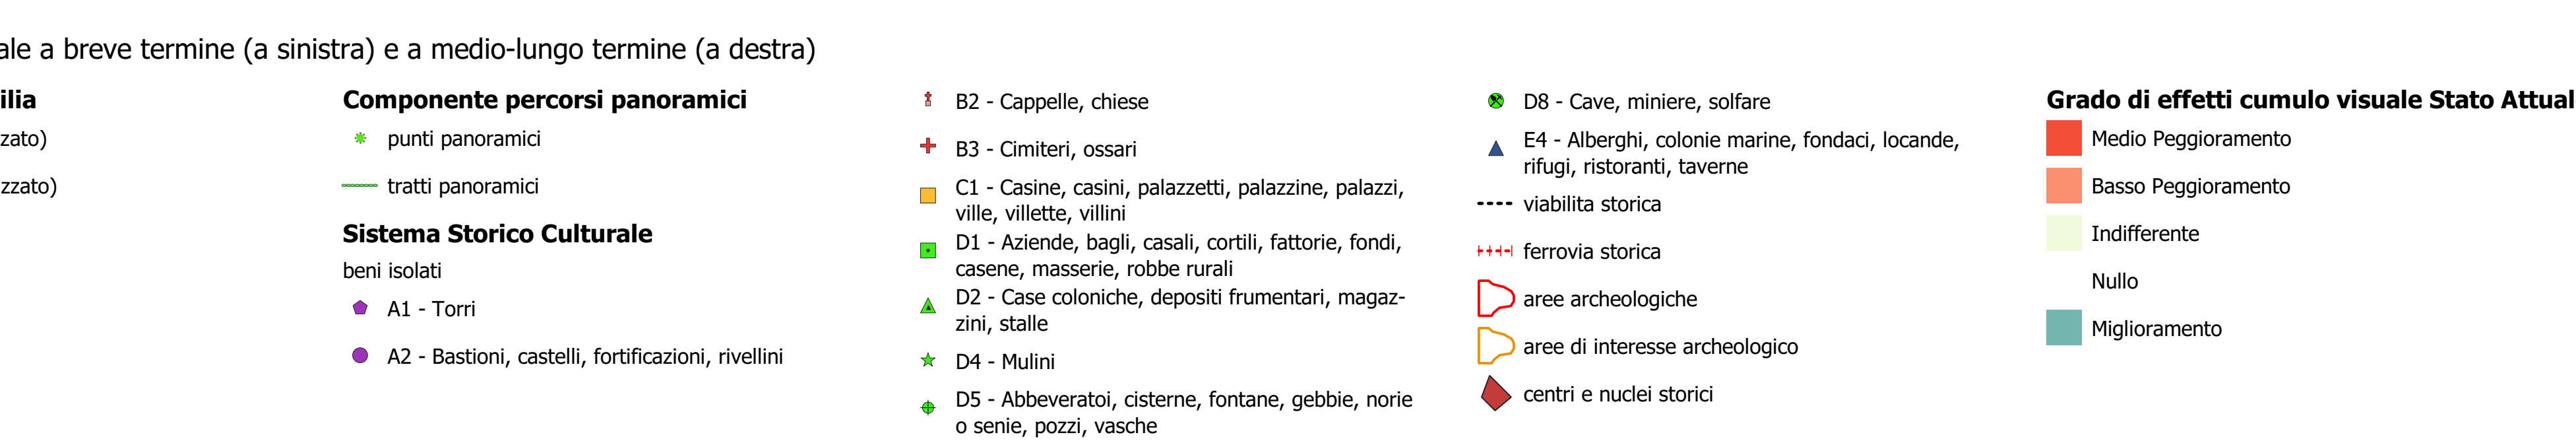 ale a breve termine (a sinistra) e a medio-lungo termine (a destra)
ilia
zato)
zzato)
Componente percorsi panoramici
punti panoramici
tratti panoramici
Sistema Storico Culturale
beni isolati
A1 - Torri
A2 - Bastioni, castelli, fortificazioni, rivellini
B2 - Cappelle, chiese
B3 - Cimiteri, ossari
C1 - Casine, casini, palazzetti, palazzine, palazzi,
ville, villette, villini
D1 - Aziende, bagli, casali, cortili, fattorie, fondi,
casene, masserie, robbe rurali
D2 - Case coloniche, depositi frumentari, magaz-
zini, stalle
D4 - Mulini
D5 - Abbeveratoi, cisterne, fontane, gebbie, norie
o senie, pozzi, vasche
D8 - Cave, miniere, solfare
E4 - Alberghi, colonie marine, fondaci, locande,
rifugi, ristoranti, taverne
viabilita storica
ferrovia storica
aree archeologiche
aree di interesse archeologico
centri e nuclei storici
Grado di effetti cumulo visuale Stato Attual
Medio Peggioramento
Basso Peggioramento
Indifferente
Nullo
Miglioramento